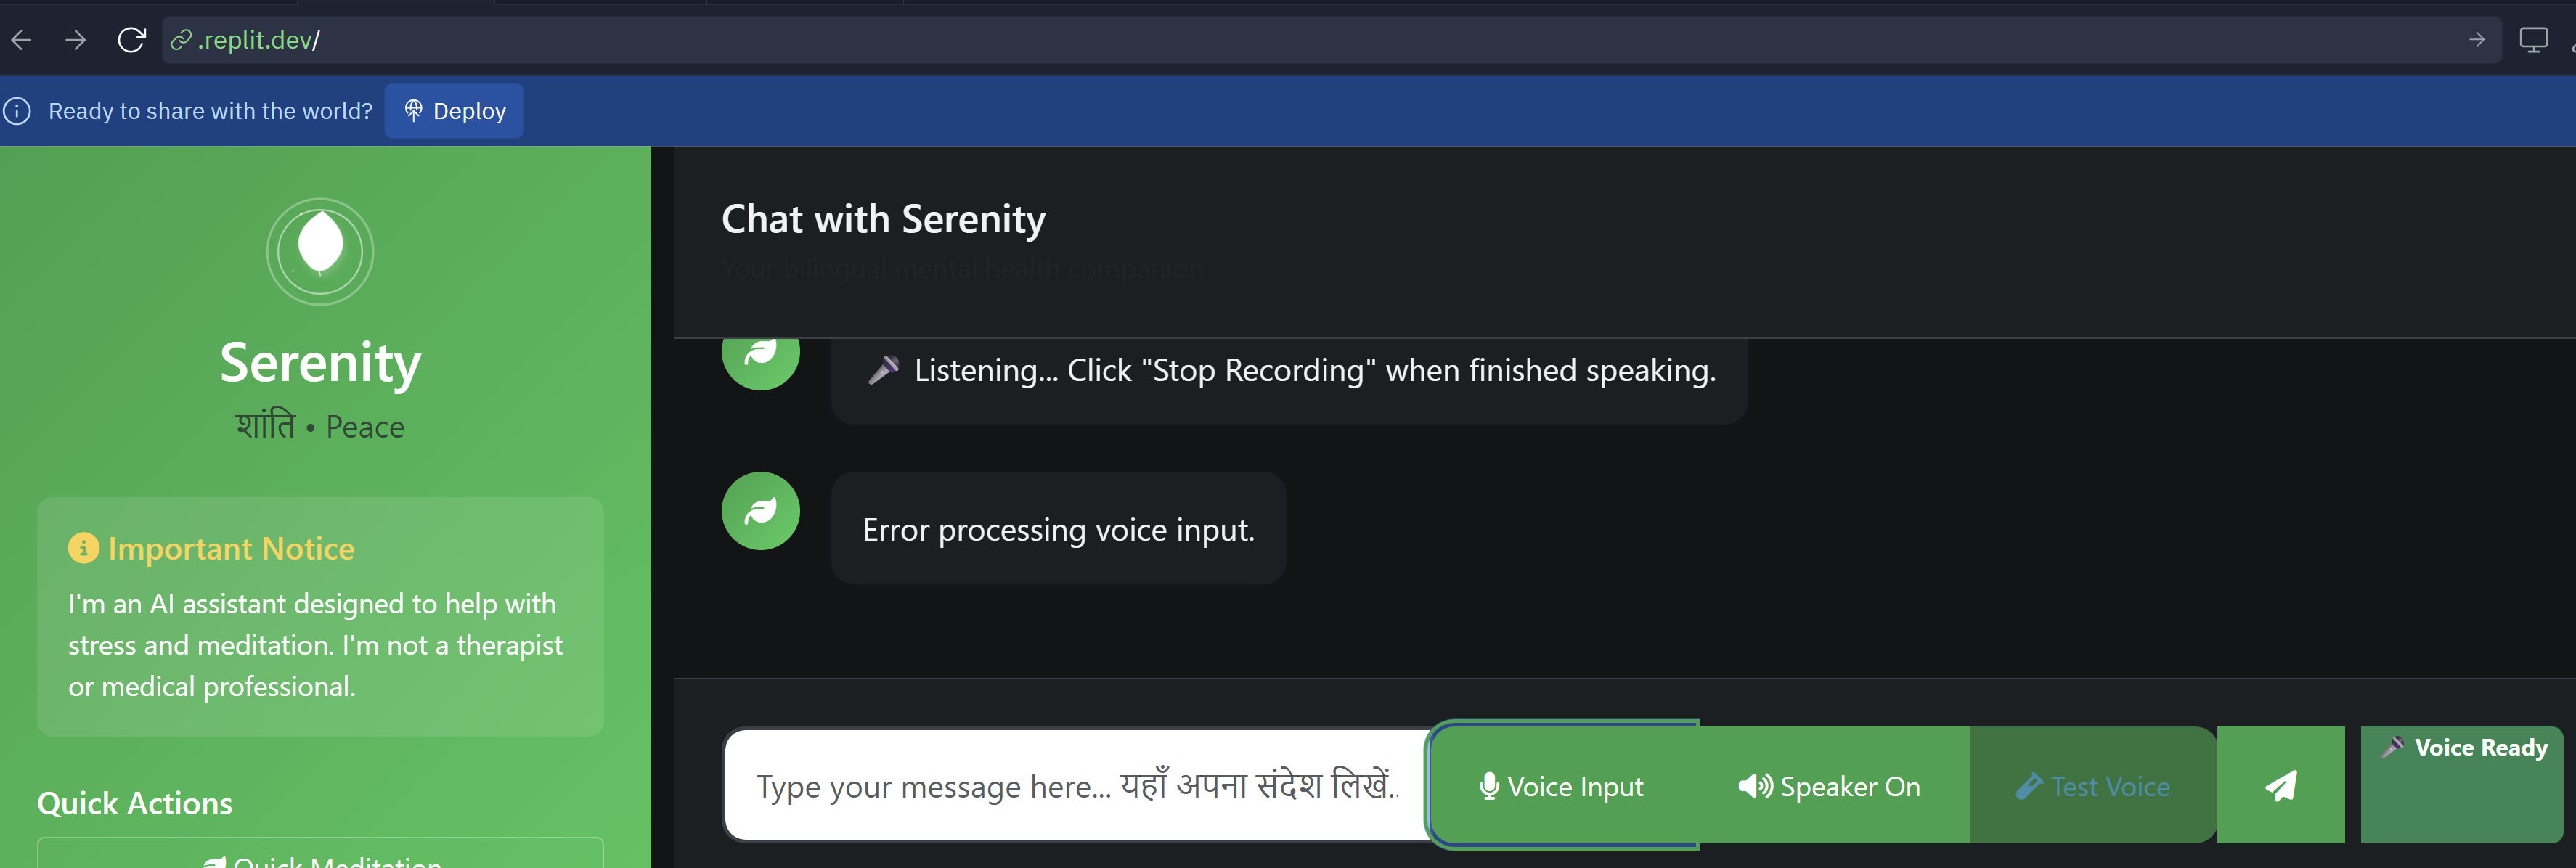 .replit.dev/
Ready to share with the world?
Deploy
Serenity
शांति • Peace
Important Notice
I'm an AI assistant designed to help with
stress and meditation. I'm not a therapist
or medical professional.
Quick Actions
Quick Meditation
Chat with Serenity
Your bilingual mental health companion
🎤 Listening... Click "Stop Recording" when finished speaking.
Error processing voice input.
Type your message here... यहाँ अपना संदेश लिखें..
Voice Input
Speaker On
Test Voice
🎤 Voice Ready